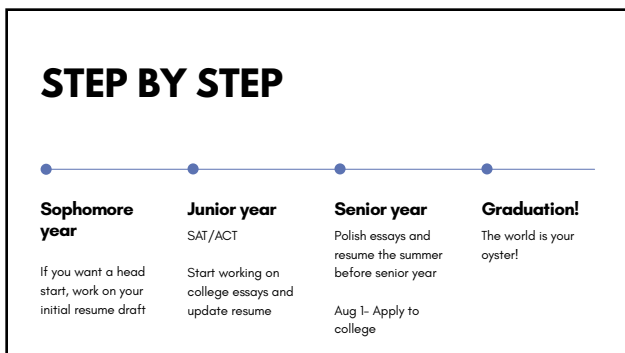 STEP BY STEP
Sophomore
year
If you want a head
start, work on your
initial resume draft
Junior year
SAT/ACT
Start working on
college essays and
update resume
Senior year
Polish essays and
resume the summer
before senior year
Aug 1- Apply to
college
Graduation!
The world is your
oyster!